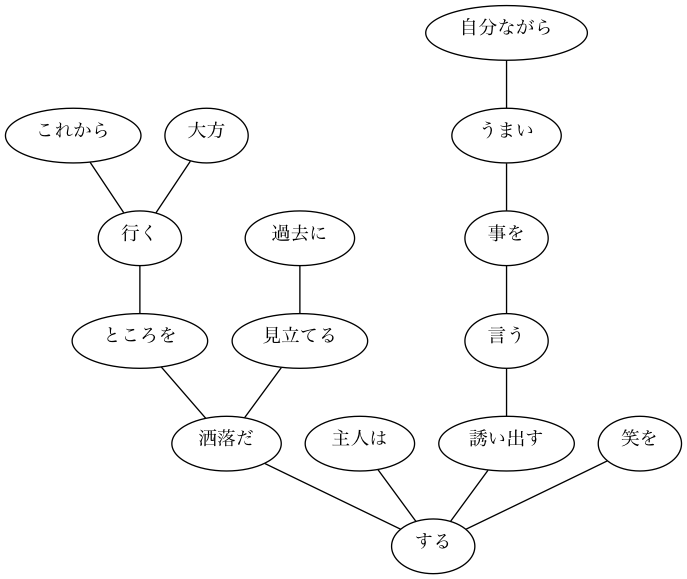 自分ながら
これから 大方 うまい
行く 過去に 事を
ところを 見立てる 言う
洒落だ 主人は 誘い出す 笑を
する